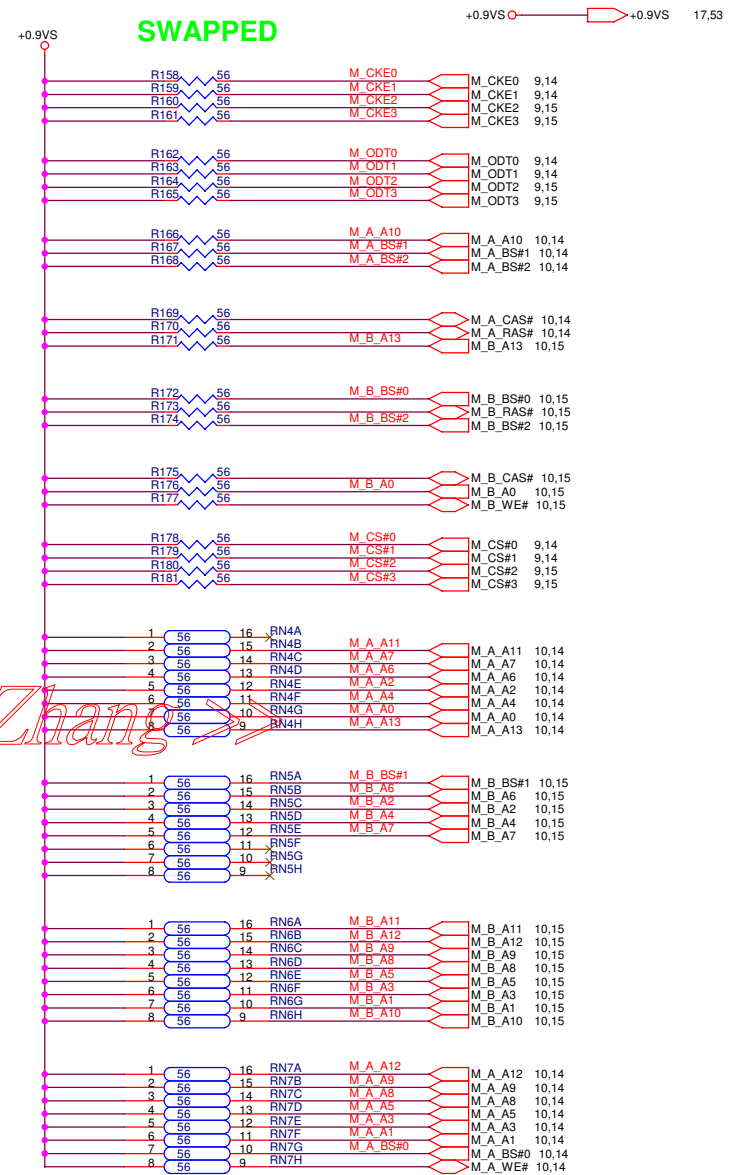 +0.9VS +0.9VS 17,53
+0.9VS SWAPPED
R158 56 M_CKE0 M_CKE0 9,14
R159 56 M_CKE1 M_CKE1 9,14
R160 56 M_CKE2 M_CKE2 9,15
R161 56 M_CKE3 M_CKE3 9,15
R162 56 M_ODT0 M_ODT0 9,14
R163 56 M_ODT1 M_ODT1 9,14
R164 56 M_ODT2 M_ODT2 9,15
R165 56 M_ODT3 M_ODT3 9,15
R166 56 M_A_A10 M_A_A10 10,14
R167 56 M_A_BS#1 M_A_BS#1 10,14
R168 56 M_A_BS#2 M_A_BS#2 10,14
R169 56 M_A_CAS# 10,14
R170 56 M_A_RAS# 10,14
R171 56 M_B_A13 M_B_A13 10,15
R172 56 M_B_BS#0 M_B_BS#0 10,15
R173 56 M_B_RAS# 10,15
R174 56 M_B_BS#2 M_B_BS#2 10,15
R175 56 M_B_CAS# 10,15
R176 56 M_B_A0 M_B_A0 10,15
R177 56 M_B_WE# 10,15
R178 56 M_CS#0 M_CS#0 9,14
R179 56 M_CS#1 M_CS#1 9,14
R180 56 M_CS#2 M_CS#2 9,15
R181 56 M_CS#3 M_CS#3 9,15
1 56 16 RN4A
2 56 15 RN4B M_A_A11 M_A_A11 10,14
3 56 14 RN4C M_A_A7 M_A_A7 10,14
4 56 13 RN4D M_A_A6 M_A_A6 10,14
5 56 12 RN4E M_A_A2 M_A_A2 10,14
6 56 11 RN4F M_A_A4 M_A_A4 10,14
7 56 10 RN4G M_A_A0 M_A_A0 10,14
8 56 9 RN4H M_A_A13 M_A_A13 10,14
Zhang >>
1 56 16 RN5A M_B_BS#1 M_B_BS#1 10,15
2 56 15 RN5B M_B_A6 M_B_A6 10,15
3 56 14 RN5C M_B_A2 M_B_A2 10,15
4 56 13 RN5D M_B_A4 M_B_A4 10,15
5 56 12 RN5E M_B_A7 M_B_A7 10,15
6 56 11 RN5F
7 56 10 RN5G
8 56 9 RN5H
1 56 16 RN6A M_B_A11 M_B_A11 10,15
2 56 15 RN6B M_B_A12 M_B_A12 10,15
3 56 14 RN6C M_B_A9 M_B_A9 10,15
4 56 13 RN6D M_B_A8 M_B_A8 10,15
5 56 12 RN6E M_B_A5 M_B_A5 10,15
6 56 11 RN6F M_B_A3 M_B_A3 10,15
7 56 10 RN6G M_B_A1 M_B_A1 10,15
8 56 9 RN6H M_B_A10 M_B_A10 10,15
1 56 16 RN7A M_A_A12 M_A_A12 10,14
2 56 15 RN7B M_A_A9 M_A_A9 10,14
3 56 14 RN7C M_A_A8 M_A_A8 10,14
4 56 13 RN7D M_A_A5 M_A_A5 10,14
5 56 12 RN7E M_A_A3 M_A_A3 10,14
6 56 11 RN7F M_A_A1 M_A_A1 10,14
7 56 10 RN7G M_A_BS#0 M_A_BS#0 10,14
8 56 9 RN7H M_A_WE# 10,14